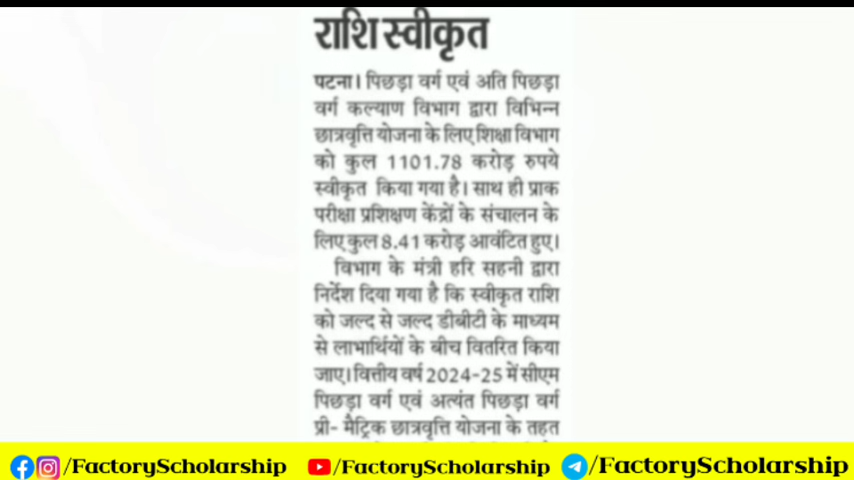 राशि स्वीकृत
पटना। पिछड़ा वर्ग एवं अति पिछड़ा
वर्ग कल्याण विभाग द्वारा विभिन्न
छात्रवृत्ति योजना के लिए शिक्षा विभाग
को कुल 1101.78 करोड़ रुपये
स्वीकृत किया गया है। साथ ही प्राक
परीक्षा प्रशिक्षण केंद्रों के संचालन के
लिए कुल 8.41 करोड़ आवंटित हुए।
विभाग के मंत्री हरि सहनी द्वारा
निर्देश दिया गया है कि स्वीकृत राशि
को जल्द से जल्द डीबीटी के माध्यम
से लाभार्थियों के बीच वितरित किया
जाए। वित्तीय वर्ष 2024-25 में सीएम
पिछड़ा वर्ग एवं अत्यंत पिछड़ा वर्ग
प्री- मैट्रिक छात्रवृत्ति योजना के तहत
/FactoryScholarship /FactoryScholarship /FactoryScholarship